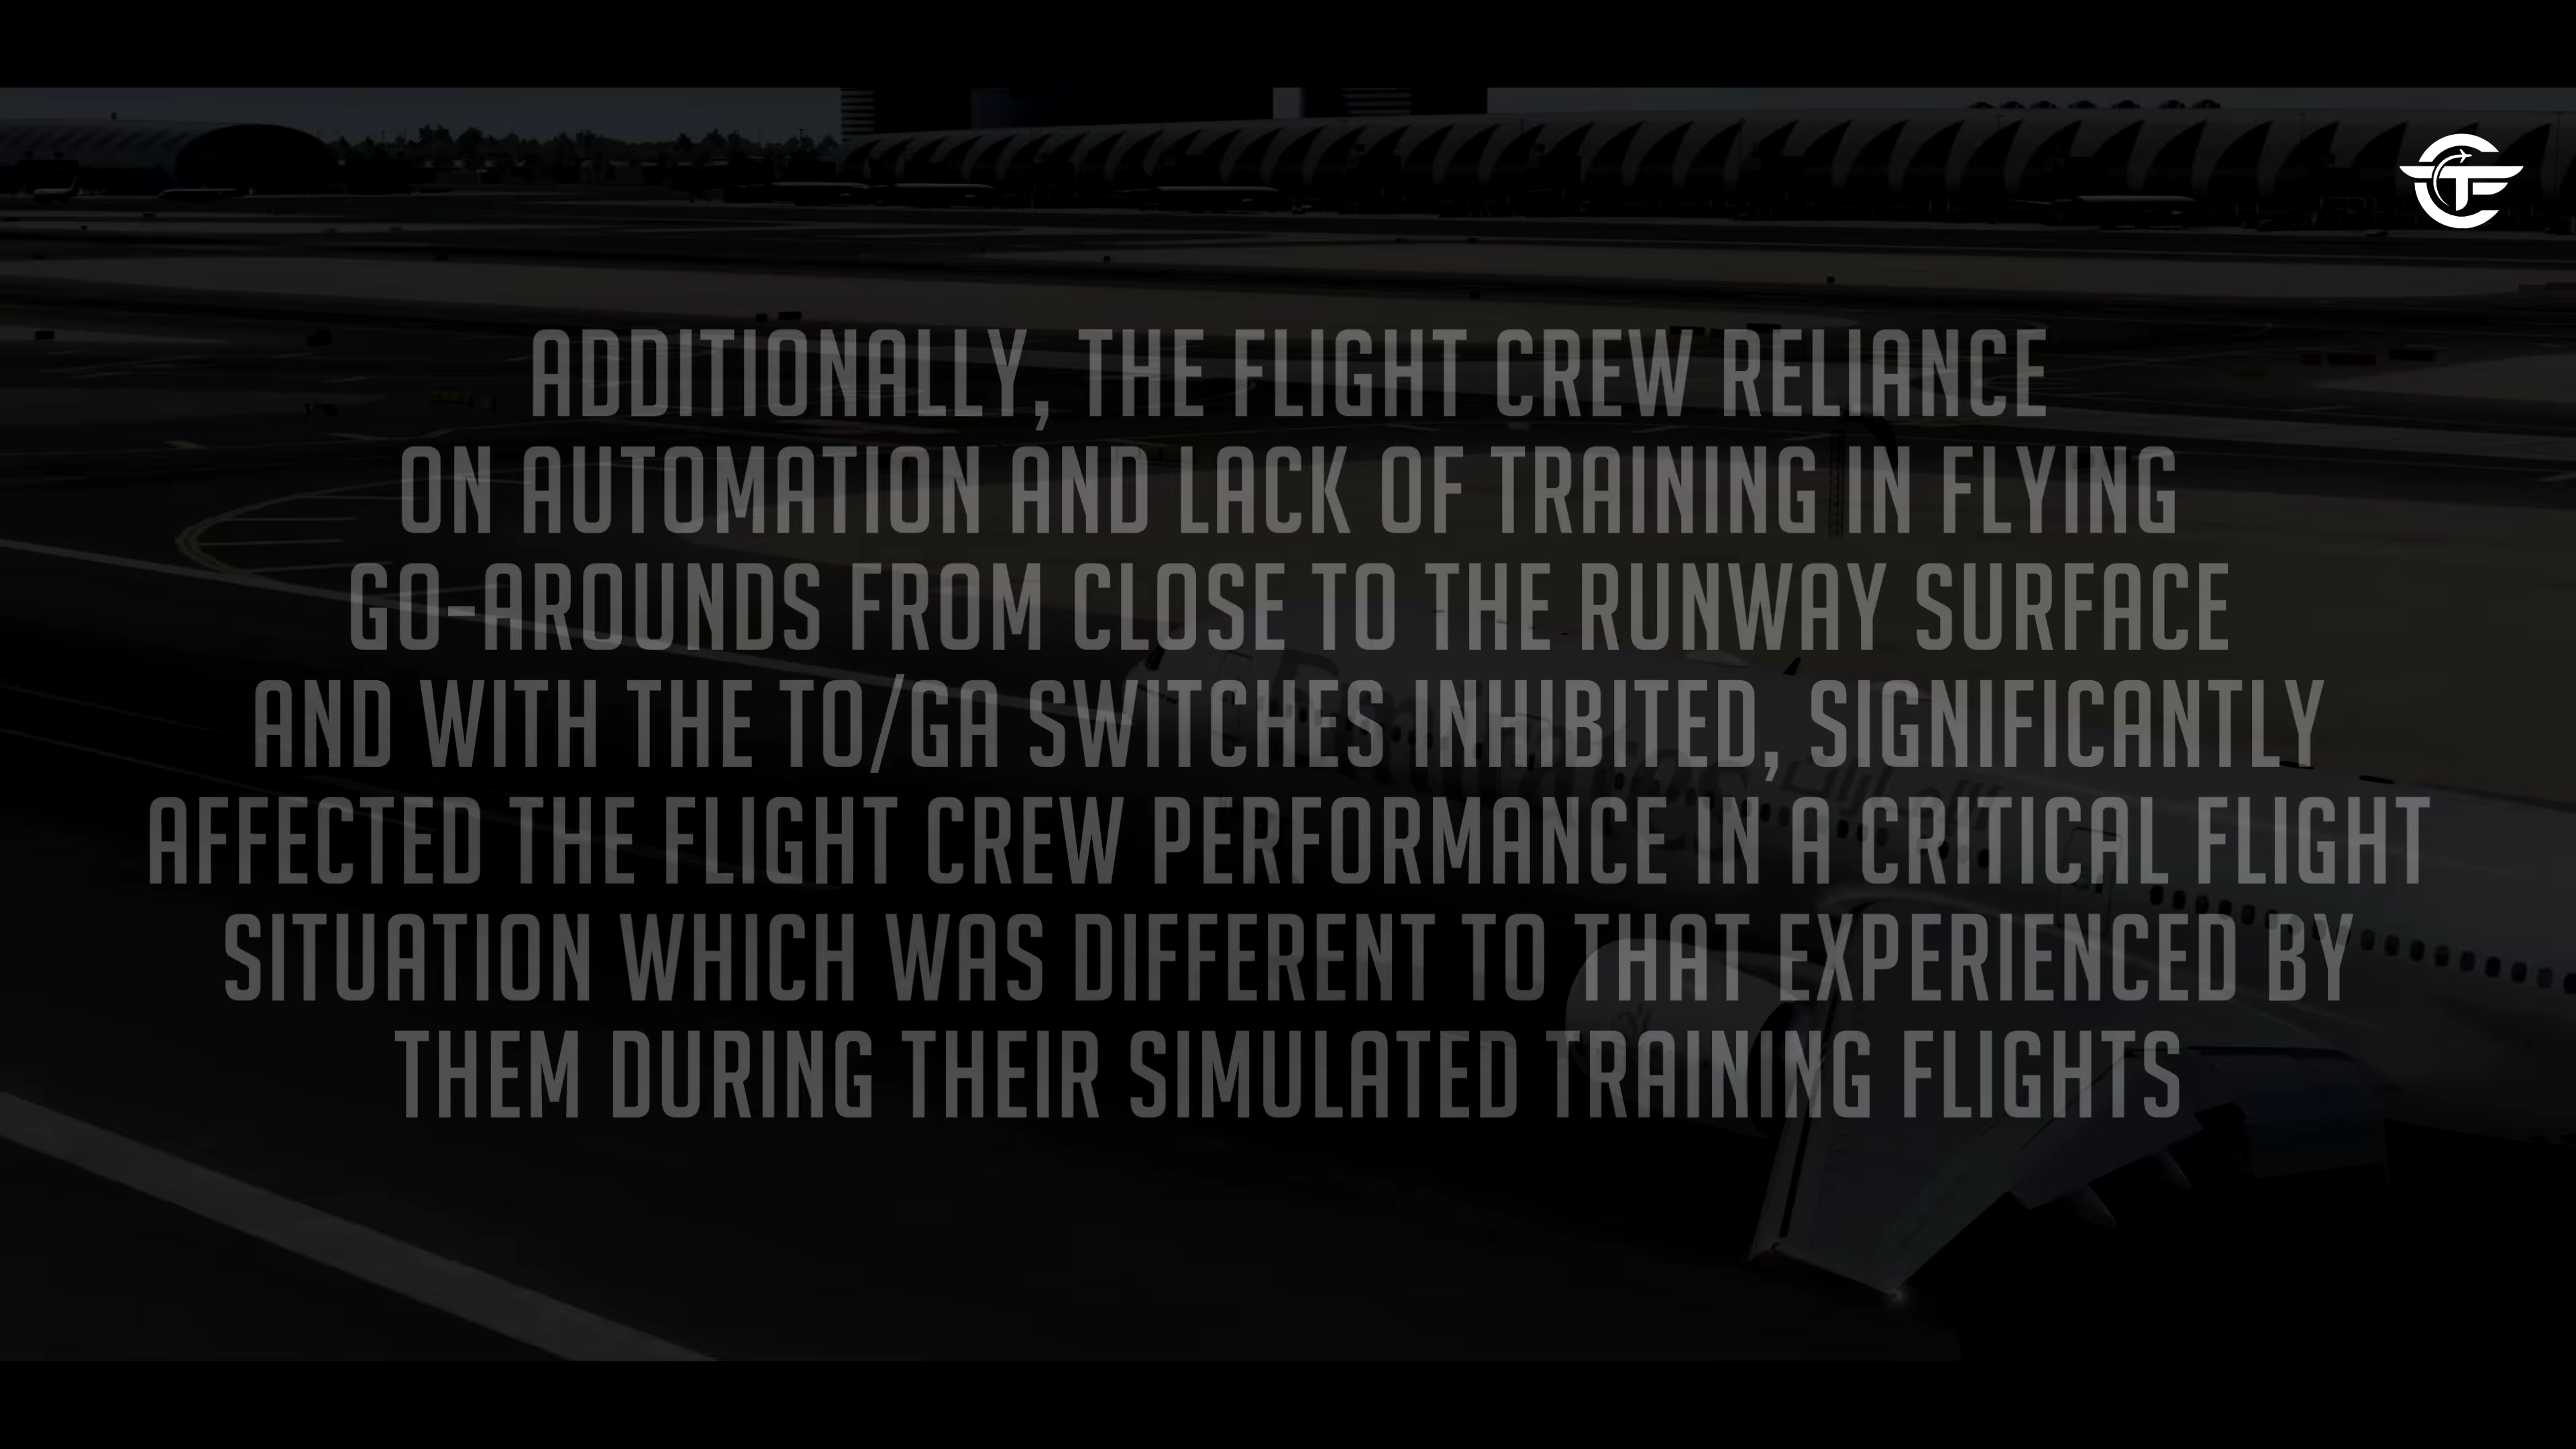 ADDITIONALLY, THE FLIGHT CREW RELIANCE
ON AUTOMATION AND LACK OF TRAINING IN FLYING
GO-AROUNDS FROM CLOSE TO THE RUNWAY SURFACE
AND WITH THE TO/GA SWITCHES INHIBITED, SIGNIFICANTLY
AFFECTED THE FLIGHT CREW PERFORMANCE IN A CRITICAL FLIGHT
SITUATION WHICH WAS DIFFERENT TO THAT EXPERIENCED BY
THEM DURING THEIR SIMULATED TRAINING FLIGHTS
Emirates